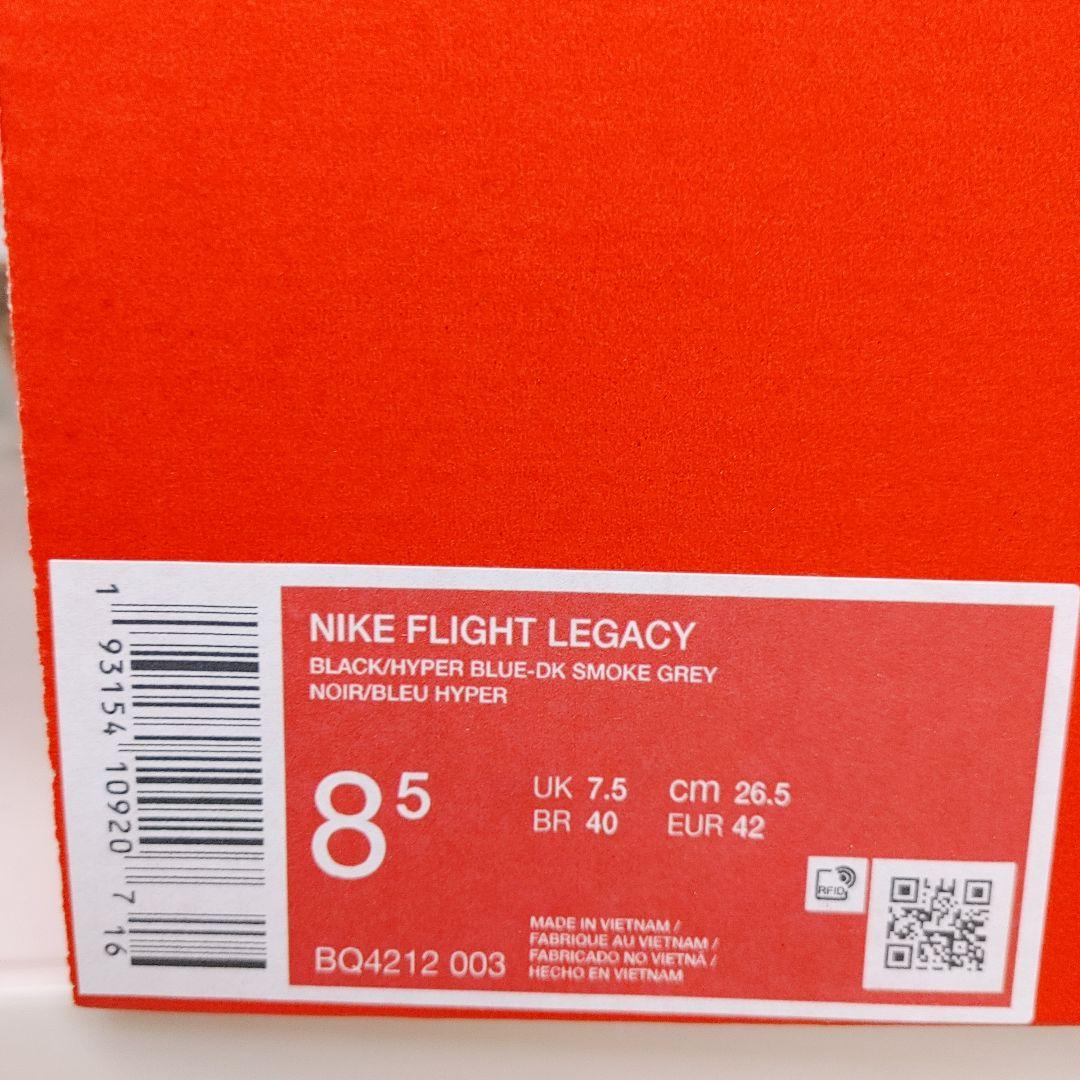 NIKE FLIGHT LEGACY
BLACK/HYPER BLUE-DK SMOKE GREY
NOIR/BLEU HYPER
8 5
UK 7.5 cm 26.5
BR 40 EUR 42
RFID
MADE IN VIETNAM /
FABRIQUE AU VIETNAM /
FABRICADO NO VIETNÃ /
HECHO EN VIETNAM
BQ4212 003
1 93154 10920 7 16